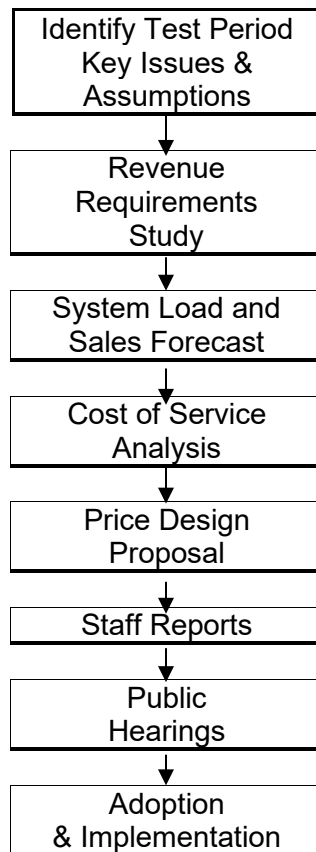 Identify Test Period
Key Issues &
Assumptions
Revenue
Requirements
Study
System Load and
Sales Forecast
Cost of Service
Analysis
Price Design
Proposal
Staff Reports
Public
Hearings
Adoption
& Implementation